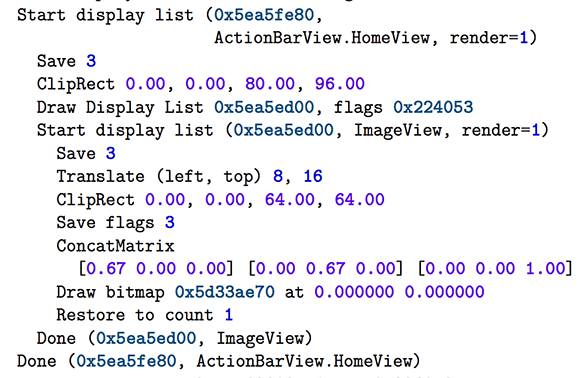 Start display list (0x5ea5fe80,
ActionBarView.HomeView, render=1)
Save 3
ClipRect 0.00, 0.00, 80.00, 96.00
Draw Display List 0x5ea5ed00, flags 0x224053
Start display list (0x5ea5ed00, ImageView, render=1)
Save 3
Translate (left, top) 8, 16
ClipRect 0.00, 0.00, 64.00, 64.00
Save flags 3
ConcatMatrix
[0.67 0.00 0.00] [0.00 0.67 0.00] [0.00 0.00 1.00]
Draw bitmap 0x5d33ae70 at 0.000000 0.000000
Restore to count 1
Done (0x5ea5ed00, ImageView)
Done (0x5ea5fe80, ActionBarView.HomeView)